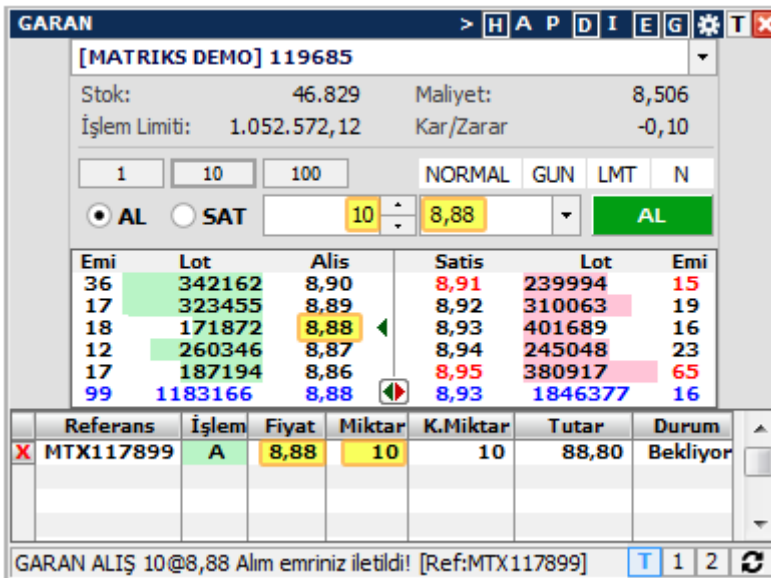 GARAN > H A P D I E G T X
[MATRIKS DEMO] 119685
Stok: 46.829 Maliyet: 8,506
İşlem Limiti: 1.052.572,12 Kar/Zarar -0,10
1 10 100 NORMAL GUN LMT N
AL SAT 10 8,88 AL
Emi Lot Alis Satis Lot Emi
36 342162 8,90 8,91 239994 15
17 323455 8,89 8,92 310063 19
18 171872 8,88 8,93 401689 16
12 260346 8,87 8,94 245048 23
17 187194 8,86 8,95 380917 65
99 1183166 8,88 8,93 1846377 16
Referans İşlem Fiyat Miktar K.Miktar Tutar Durum
X MTX117899 A 8,88 10 10 88,80 Bekliyor
GARAN ALIŞ 10@8,88 Alım emriniz iletildi! [Ref:MTX117899] T 1 2